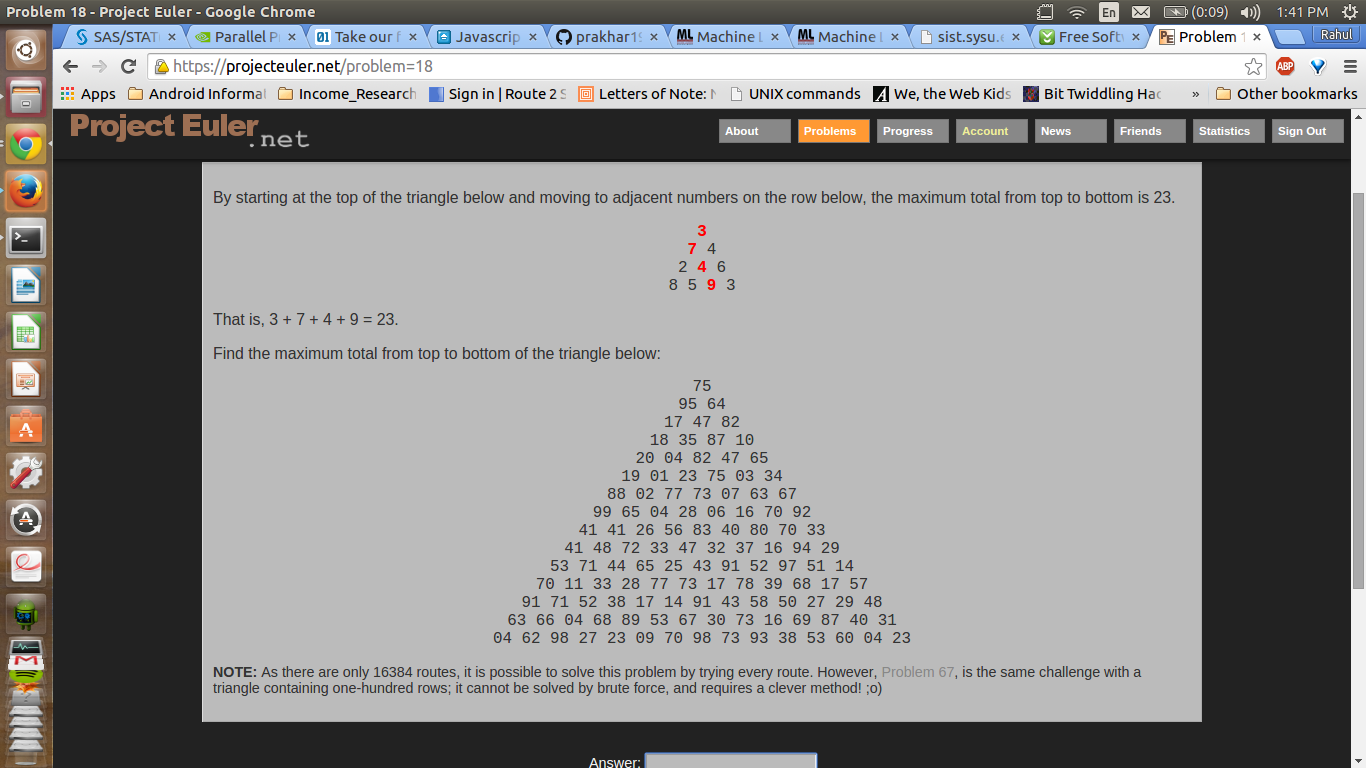 Problem 18 - Project Euler - Google Chrome
En
(0:09)
1:41 PM
SAS/STAT
Parallel P
01 Take our f
Javascrip
prakhar19
ML Machine L
ML Machine L
sist.sysu.e
Free Softw
PE Problem 1
Rahul
https://projecteuler.net/problem=18
ABP
Apps
Android Informat
Income_Research
Sign in | Route 2 S
Letters of Note: N
UNIX commands
We, the Web Kids
Bit Twiddling Hac
»
Other bookmarks
Project Euler
.net
About
Problems
Progress
Account
News
Friends
Statistics
Sign Out
By starting at the top of the triangle below and moving to adjacent numbers on the row below, the maximum total from top to bottom is 23.
3
7 4
2 4 6
8 5 9 3
That is, 3 + 7 + 4 + 9 = 23.
Find the maximum total from top to bottom of the triangle below:
75
95 64
17 47 82
18 35 87 10
20 04 82 47 65
19 01 23 75 03 34
88 02 77 73 07 63 67
99 65 04 28 06 16 70 92
41 41 26 56 83 40 80 70 33
41 48 72 33 47 32 37 16 94 29
53 71 44 65 25 43 91 52 97 51 14
70 11 33 28 77 73 17 78 39 68 17 57
91 71 52 38 17 14 91 43 58 50 27 29 48
63 66 04 68 89 53 67 30 73 16 69 87 40 31
04 62 98 27 23 09 70 98 73 93 38 53 60 04 23
NOTE: As there are only 16384 routes, it is possible to solve this problem by trying every route. However, Problem 67, is the same challenge with a
triangle containing one-hundred rows; it cannot be solved by brute force, and requires a clever method! ;o)
Answer: